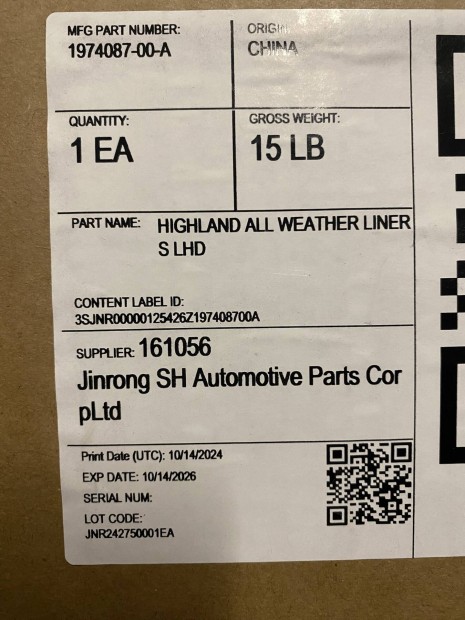 MFG PART NUMBER:
1974087-00-A
ORIGIN
CHINA
QUANTITY:
1 EA
GROSS WEIGHT:
15 LB
PART NAME: HIGHLAND ALL WEATHER LINER
S LHD
CONTENT LABEL ID:
3SJNR00000125426Z197408700A
SUPPLIER: 161056
Jinrong SH Automotive Parts Cor
pLtd
Print Date (UTC): 10/14/2024
EXP DATE: 10/14/2026
SERIAL NUM:
LOT CODE:
JNR242750001EA